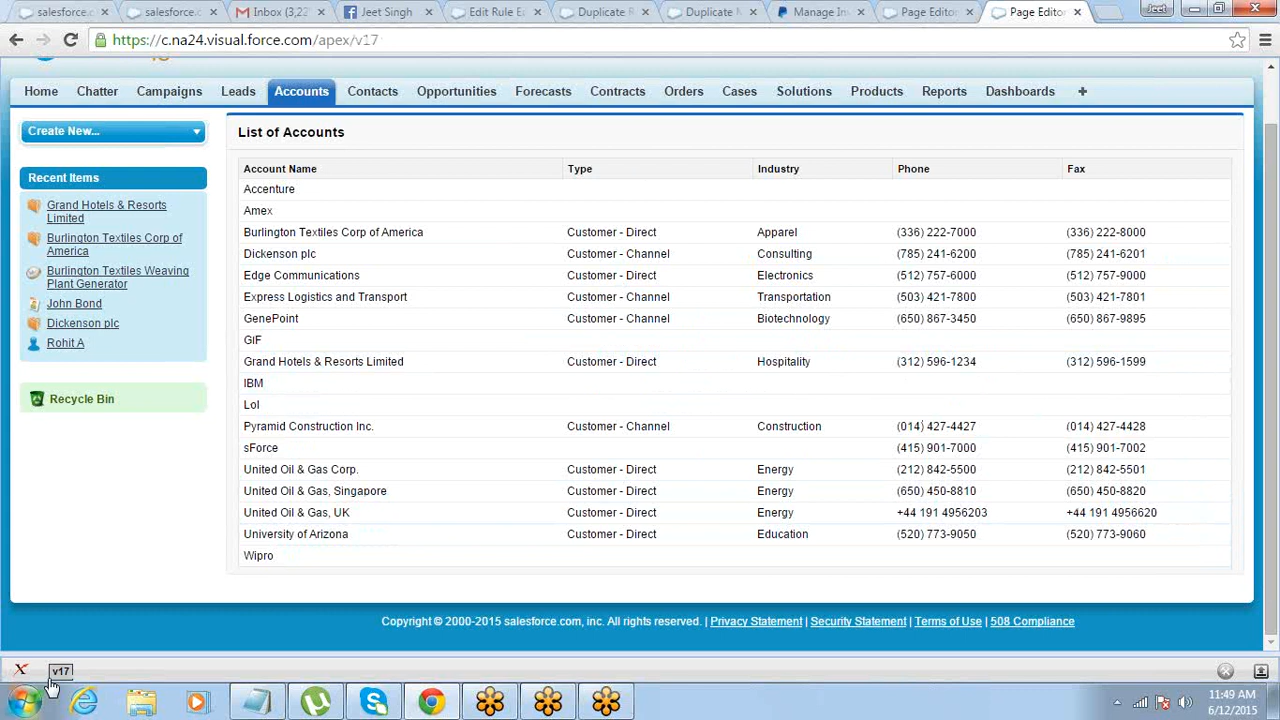 salesforce.c
salesforce.c
Inbox (3,22
Jeet Singh
Edit Rule E
Duplicate R
Duplicate M
Manage In
Page Editor
Page Editor
Jeet
https://c.na24.visual.force.com/apex/v17
Home
Chatter
Campaigns
Leads
Accounts
Contacts
Opportunities
Forecasts
Contracts
Orders
Cases
Solutions
Products
Reports
Dashboards
+
Create New...
Recent Items
Grand Hotels & Resorts
Limited
Burlington Textiles Corp of
America
Burlington Textiles Weaving
Plant Generator
John Bond
Dickenson plc
Rohit A
Recycle Bin
List of Accounts
Account Name Type Industry Phone Fax
Accenture
Amex
Burlington Textiles Corp of America Customer - Direct Apparel (336) 222-7000 (336) 222-8000
Dickenson plc Customer - Channel Consulting (785) 241-6200 (785) 241-6201
Edge Communications Customer - Direct Electronics (512) 757-6000 (512) 757-9000
Express Logistics and Transport Customer - Channel Transportation (503) 421-7800 (503) 421-7801
GenePoint Customer - Channel Biotechnology (650) 867-3450 (650) 867-9895
GIF
Grand Hotels & Resorts Limited Customer - Direct Hospitality (312) 596-1234 (312) 596-1599
IBM
Lol
Pyramid Construction Inc. Customer - Channel Construction (014) 427-4427 (014) 427-4428
sForce (415) 901-7000 (415) 901-7002
United Oil & Gas Corp. Customer - Direct Energy (212) 842-5500 (212) 842-5501
United Oil & Gas, Singapore Customer - Direct Energy (650) 450-8810 (650) 450-8820
United Oil & Gas, UK Customer - Direct Energy +44 191 4956203 +44 191 4956620
University of Arizona Customer - Direct Education (520) 773-9050 (520) 773-9060
Wipro
Copyright © 2000-2015 salesforce.com, inc. All rights reserved. | Privacy Statement | Security Statement | Terms of Use | 508 Compliance
v17
11:49 AM
6/12/2015